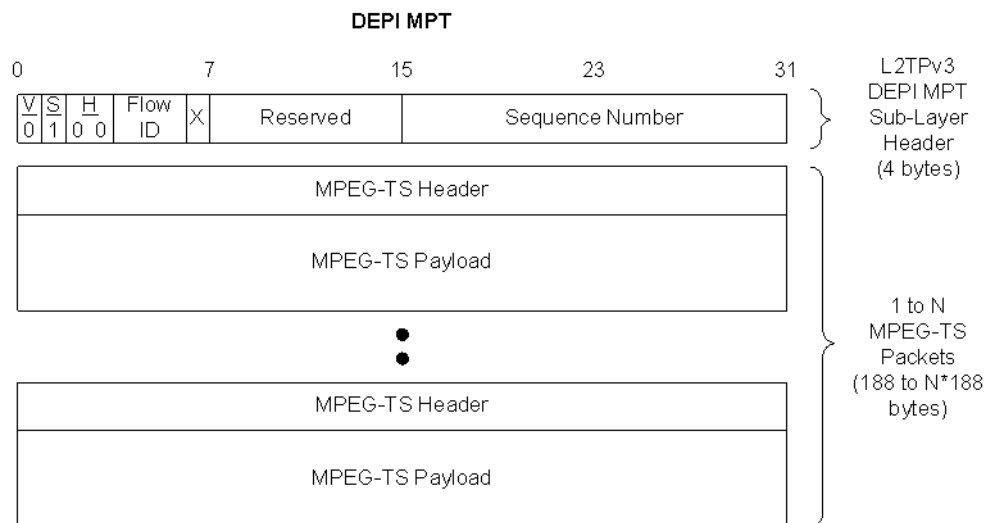 DEPI MPT
0 7 15 23 31
V S H Flow ID X Reserved Sequence Number
0 1 0 0
L2TPv3
DEPI MPT
Sub-Layer
Header
(4 bytes)
MPEG-TS Header
MPEG-TS Payload
1 to N
MPEG-TS
Packets
(188 to N*188
bytes)
MPEG-TS Header
MPEG-TS Payload